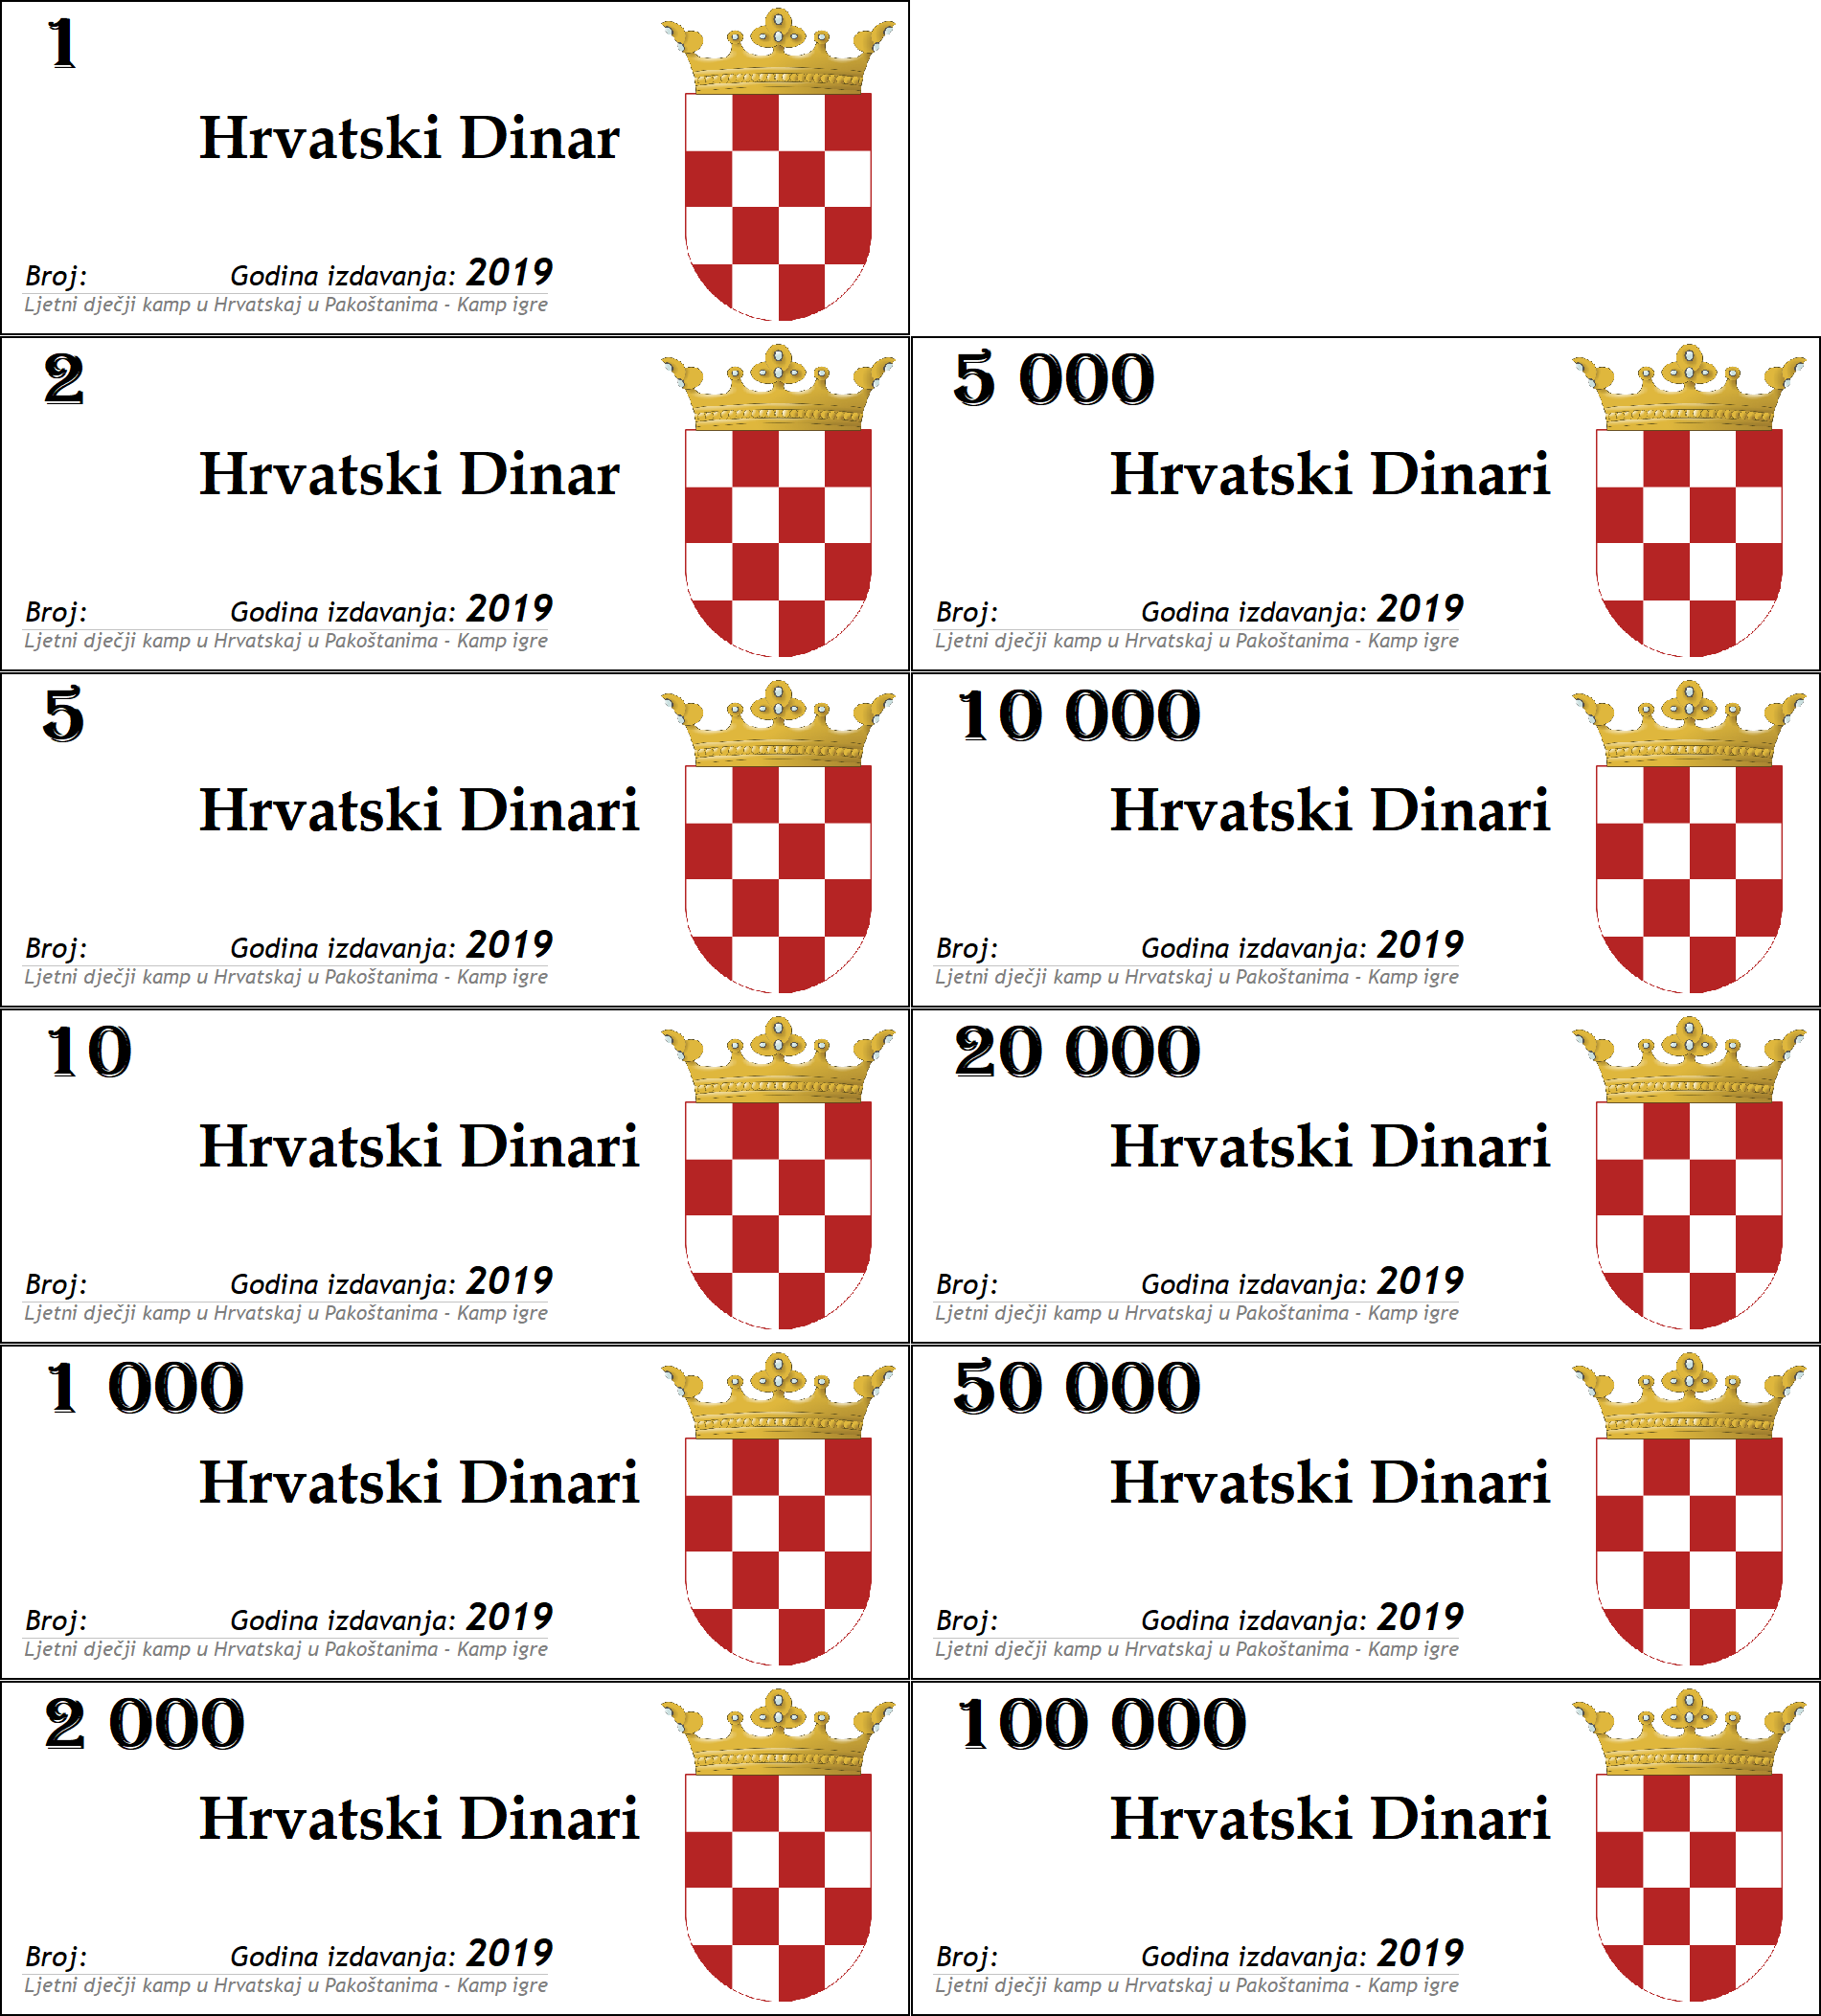 1
Hrvatski Dinar
Broj: Godina izdavanja: 2019
Ljetni dječji kamp u Hrvatskaj u Pakoštanima - Kamp igre
2
Hrvatski Dinar
Broj: Godina izdavanja: 2019
Ljetni dječji kamp u Hrvatskaj u Pakoštanima - Kamp igre
5 000
Hrvatski Dinari
Broj: Godina izdavanja: 2019
Ljetni dječji kamp u Hrvatskaj u Pakoštanima - Kamp igre
5
Hrvatski Dinari
Broj: Godina izdavanja: 2019
Ljetni dječji kamp u Hrvatskaj u Pakoštanima - Kamp igre
10 000
Hrvatski Dinari
Broj: Godina izdavanja: 2019
Ljetni dječji kamp u Hrvatskaj u Pakoštanima - Kamp igre
10
Hrvatski Dinari
Broj: Godina izdavanja: 2019
Ljetni dječji kamp u Hrvatskaj u Pakoštanima - Kamp igre
20 000
Hrvatski Dinari
Broj: Godina izdavanja: 2019
Ljetni dječji kamp u Hrvatskaj u Pakoštanima - Kamp igre
1 000
Hrvatski Dinari
Broj: Godina izdavanja: 2019
Ljetni dječji kamp u Hrvatskaj u Pakoštanima - Kamp igre
50 000
Hrvatski Dinari
Broj: Godina izdavanja: 2019
Ljetni dječji kamp u Hrvatskaj u Pakoštanima - Kamp igre
2 000
Hrvatski Dinari
Broj: Godina izdavanja: 2019
Ljetni dječji kamp u Hrvatskaj u Pakoštanima - Kamp igre
100 000
Hrvatski Dinari
Broj: Godina izdavanja: 2019
Ljetni dječji kamp u Hrvatskaj u Pakoštanima - Kamp igre